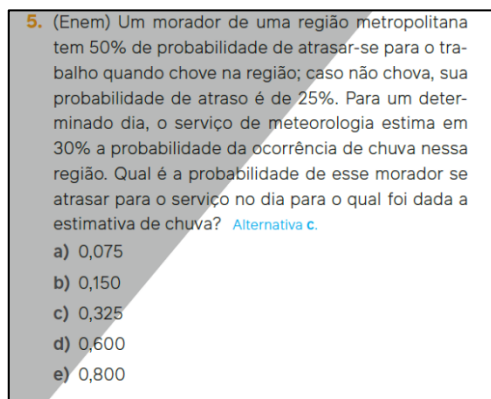 5. (Enem) Um morador de uma região metropolitana
tem 50% de probabilidade de atrasar-se para o tra-
balho quando chove na região; caso não chova, sua
probabilidade de atraso é de 25%. Para um deter-
minado dia, o serviço de meteorologia estima em
30% a probabilidade da ocorrência de chuva nessa
região. Qual é a probabilidade de esse morador se
atrasar para o serviço no dia para o qual foi dada a
estimativa de chuva? Alternativa c.
a) 0,075
b) 0,150
c) 0,325
d) 0,600
e) 0,800